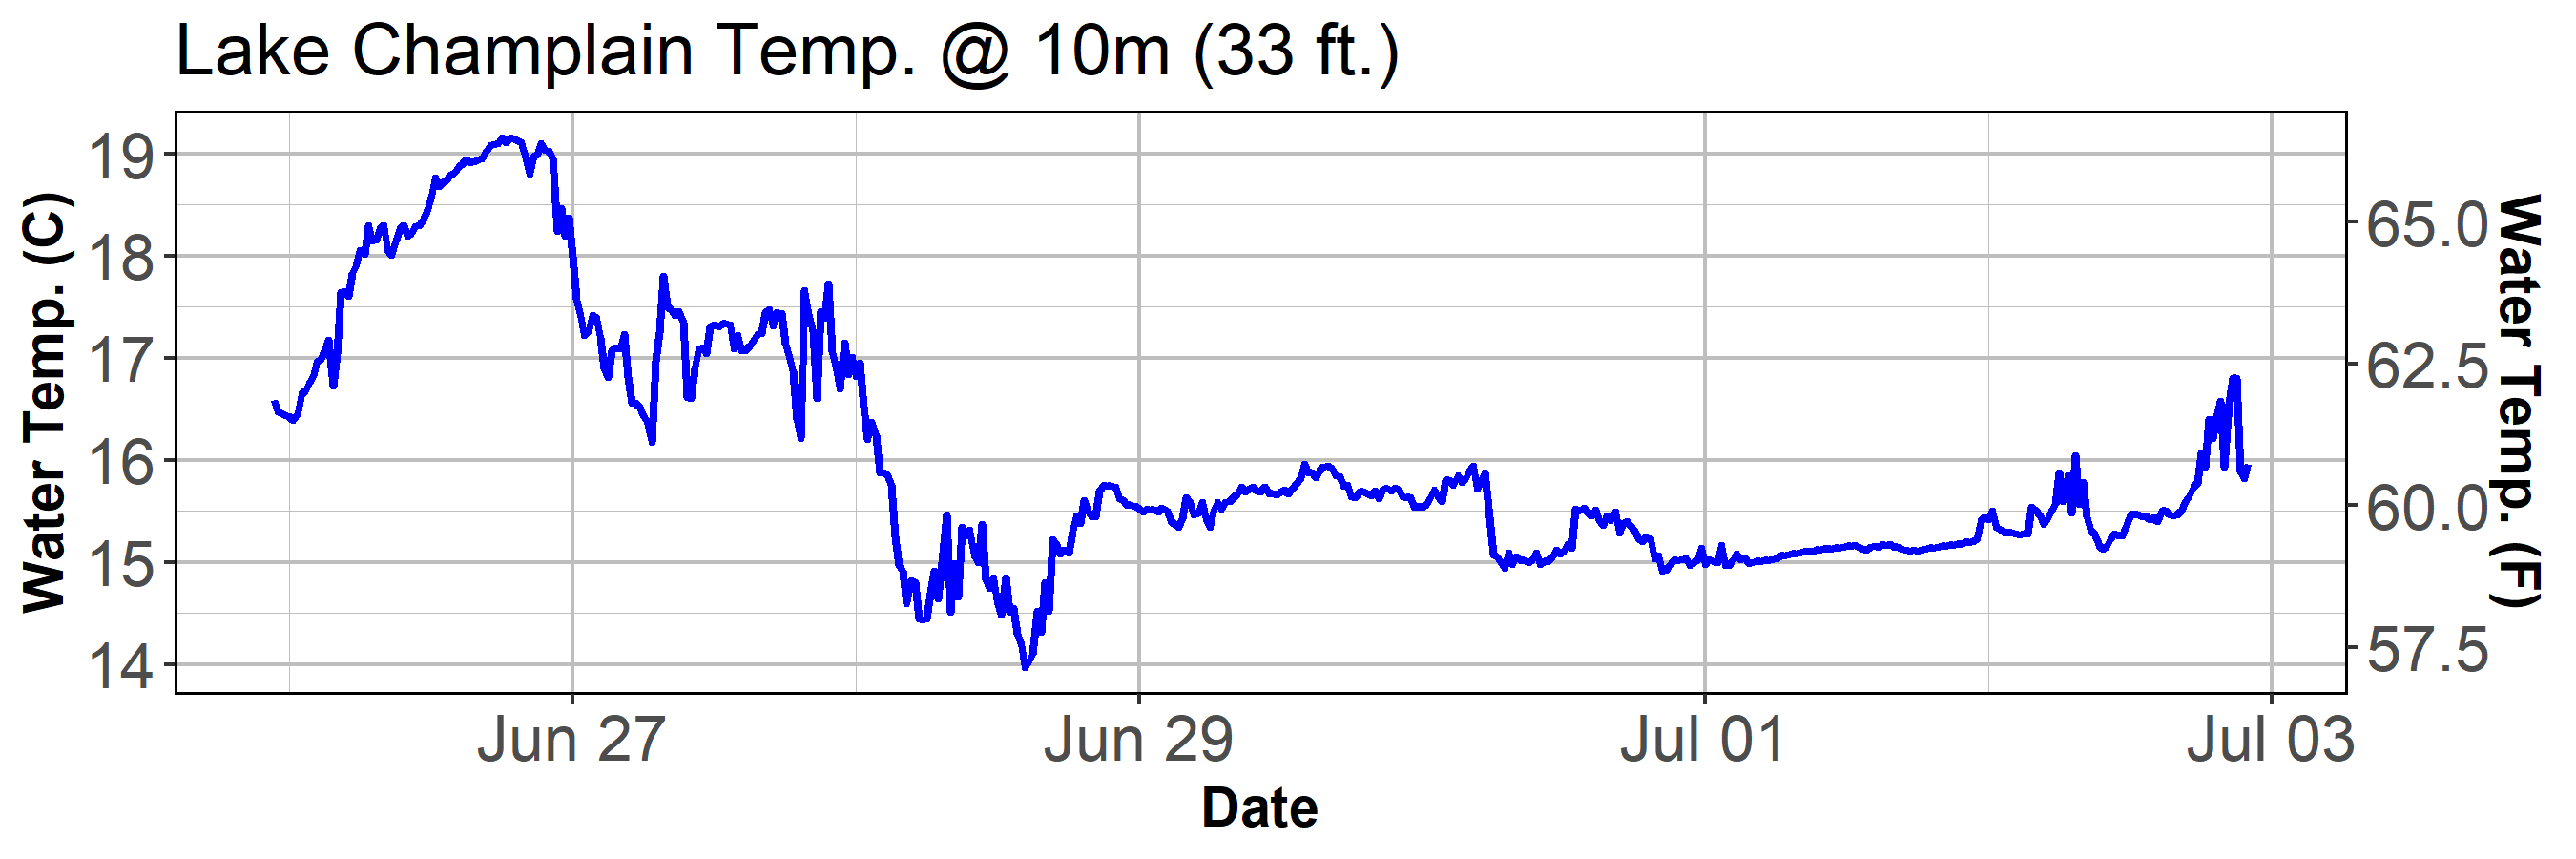 Lake Champlain Temp. @ 10m (33 ft.)
Water Temp. (C)
19
18
17
16
15
14
65.0
62.5
60.0
57.5
Water Temp. (F)
Jun 27 Jun 29 Jul 01 Jul 03
Date